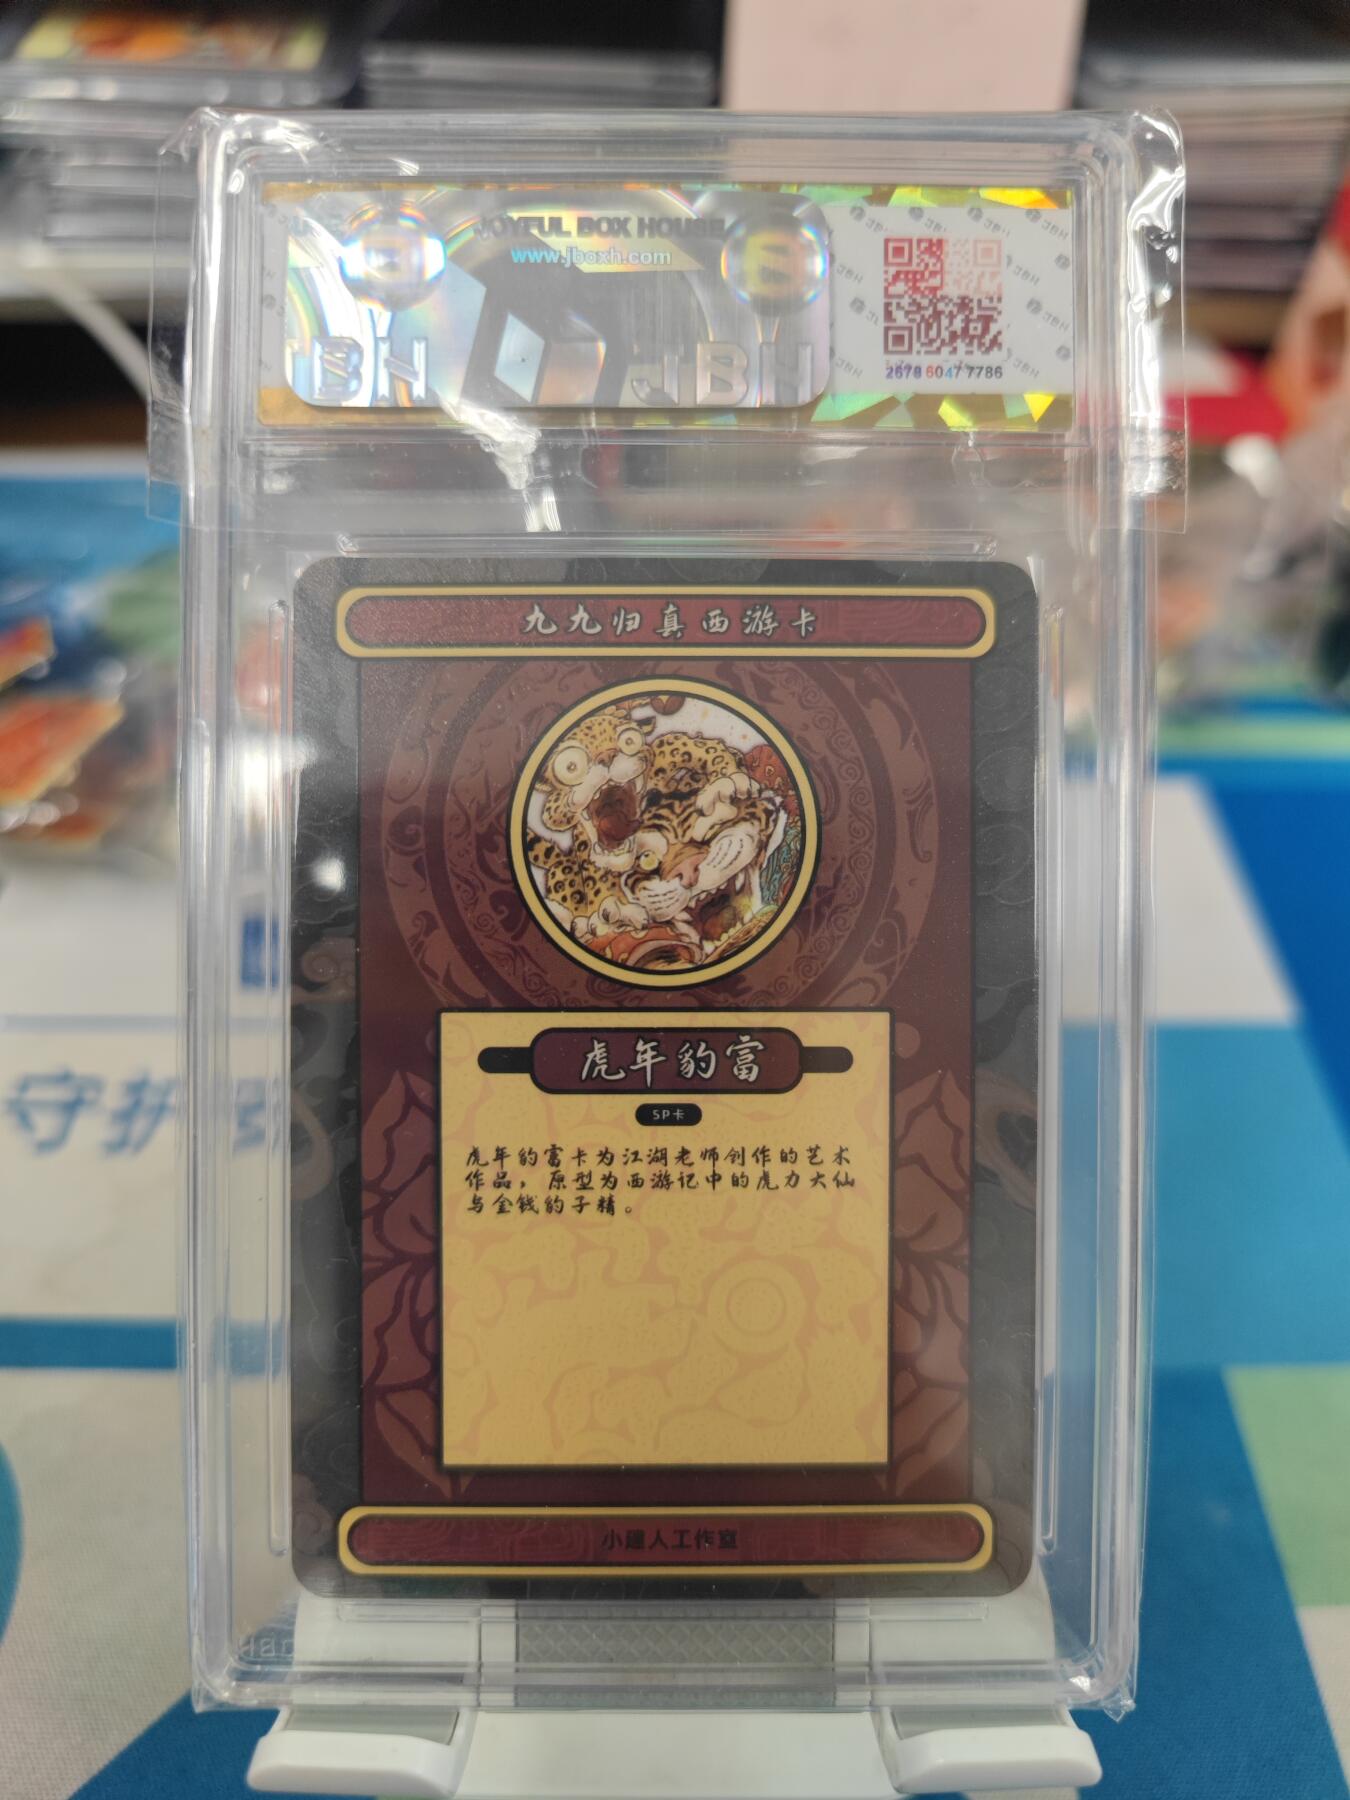 JOYFUL BOX HOUSE
www.jboxh.com
JBH
JBH
2678 6047 7786
九九归真西游卡
虎年豹富
SP卡
虎年豹富卡为江湖老师创作的艺术
作品，原型为西游记中的虎力大仙
与金钱豹子精。
小建人工作室
守护